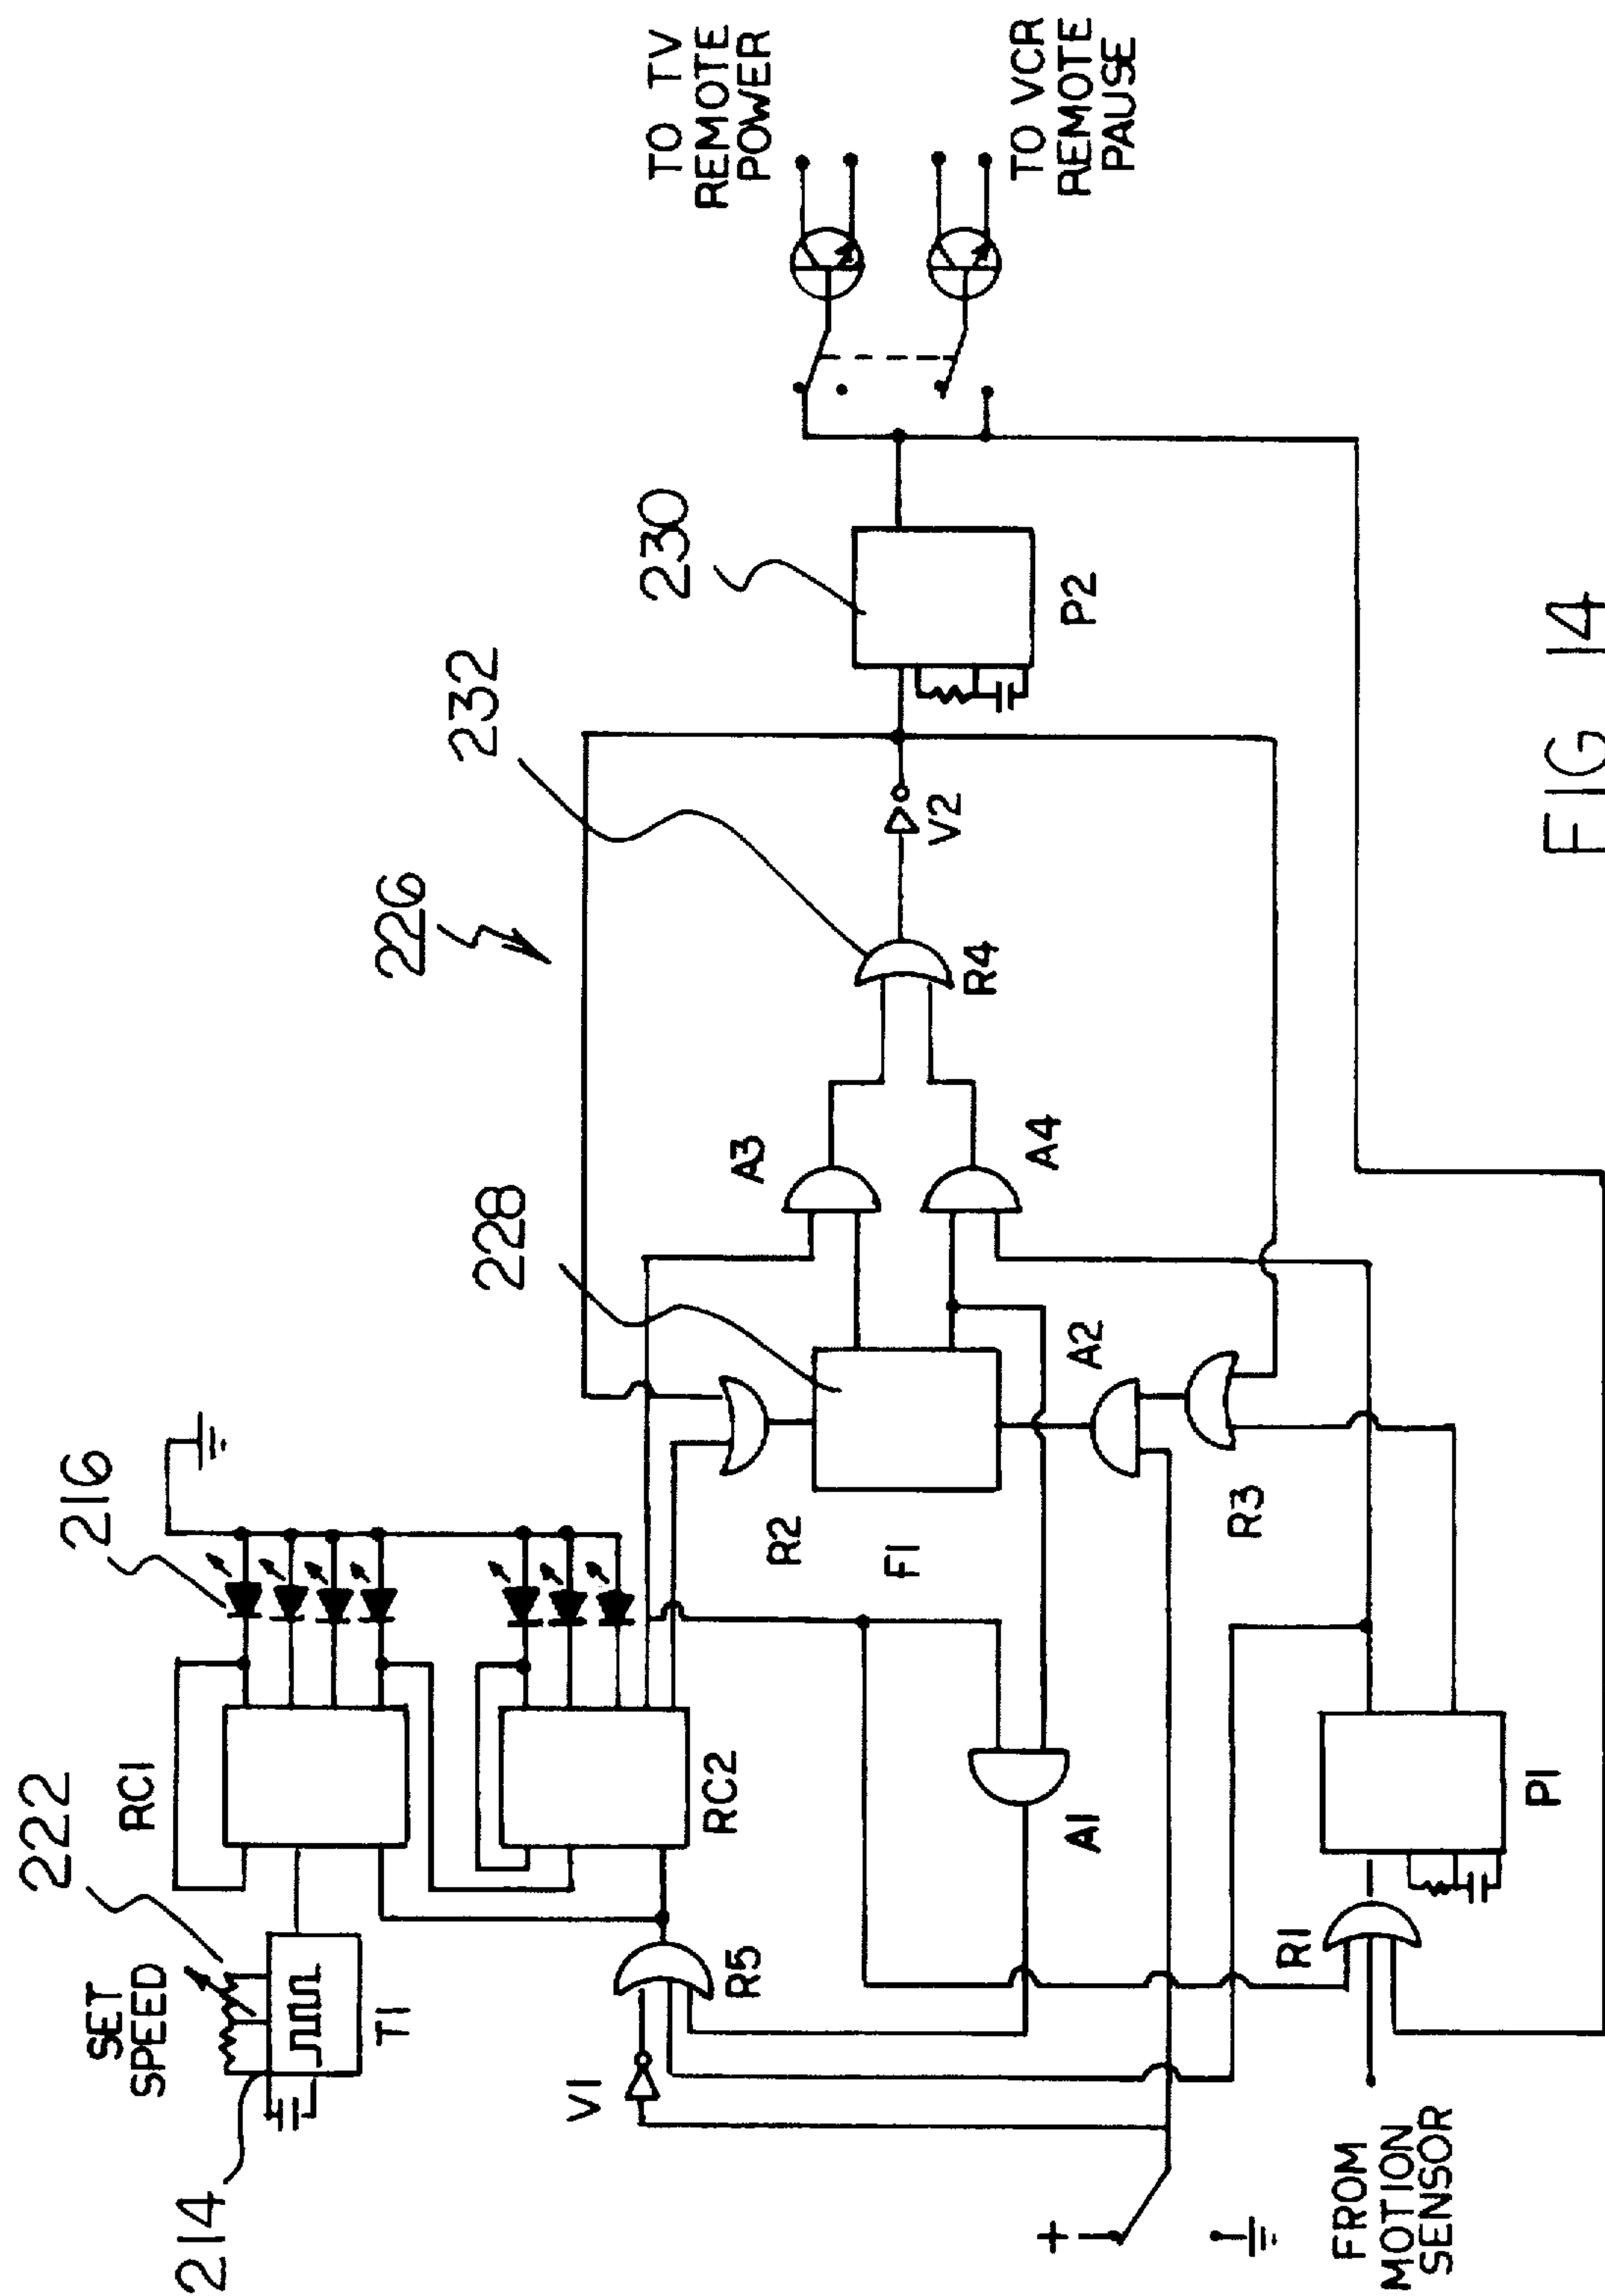 TO TV
REMOTE
POWER
TO VCR
REMOTE
PAUSE
230
P2
232
V2
226
R4
A3
A4
228
A2
R3
R2
F1
216
222
RC1
RC2
A1
P1
R1
R5
SET
SPEED
T1
V1
214
+
FROM
MOTION
SENSOR
FIG 14